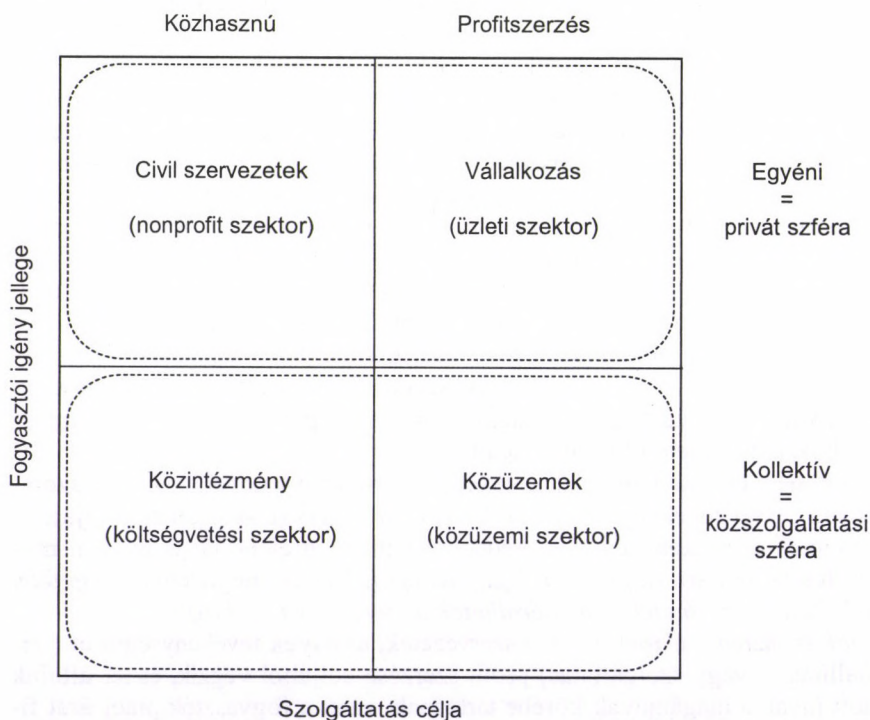 Közhasznú Profitszerzés
Civil szervezetek Vállalkozás Egyéni
=
(nonprofit szektor) (üzleti szektor) privát szféra
Fogyasztói igény jellege
Közintézmény Közüzemek Kollektív
=
(költségvetési szektor) (közüzemi szektor) közszolgáltatási
szféra
Szolgáltatás célja